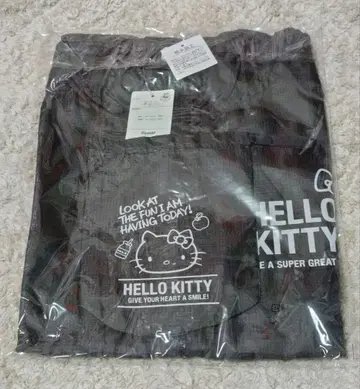 LOOK AT
THE FUN I AM
HAVING TODAY!
HELLO KITTY
GIVE YOUR HEART A SMILE!
HELLO
KITTY
E A SUPER GREAT